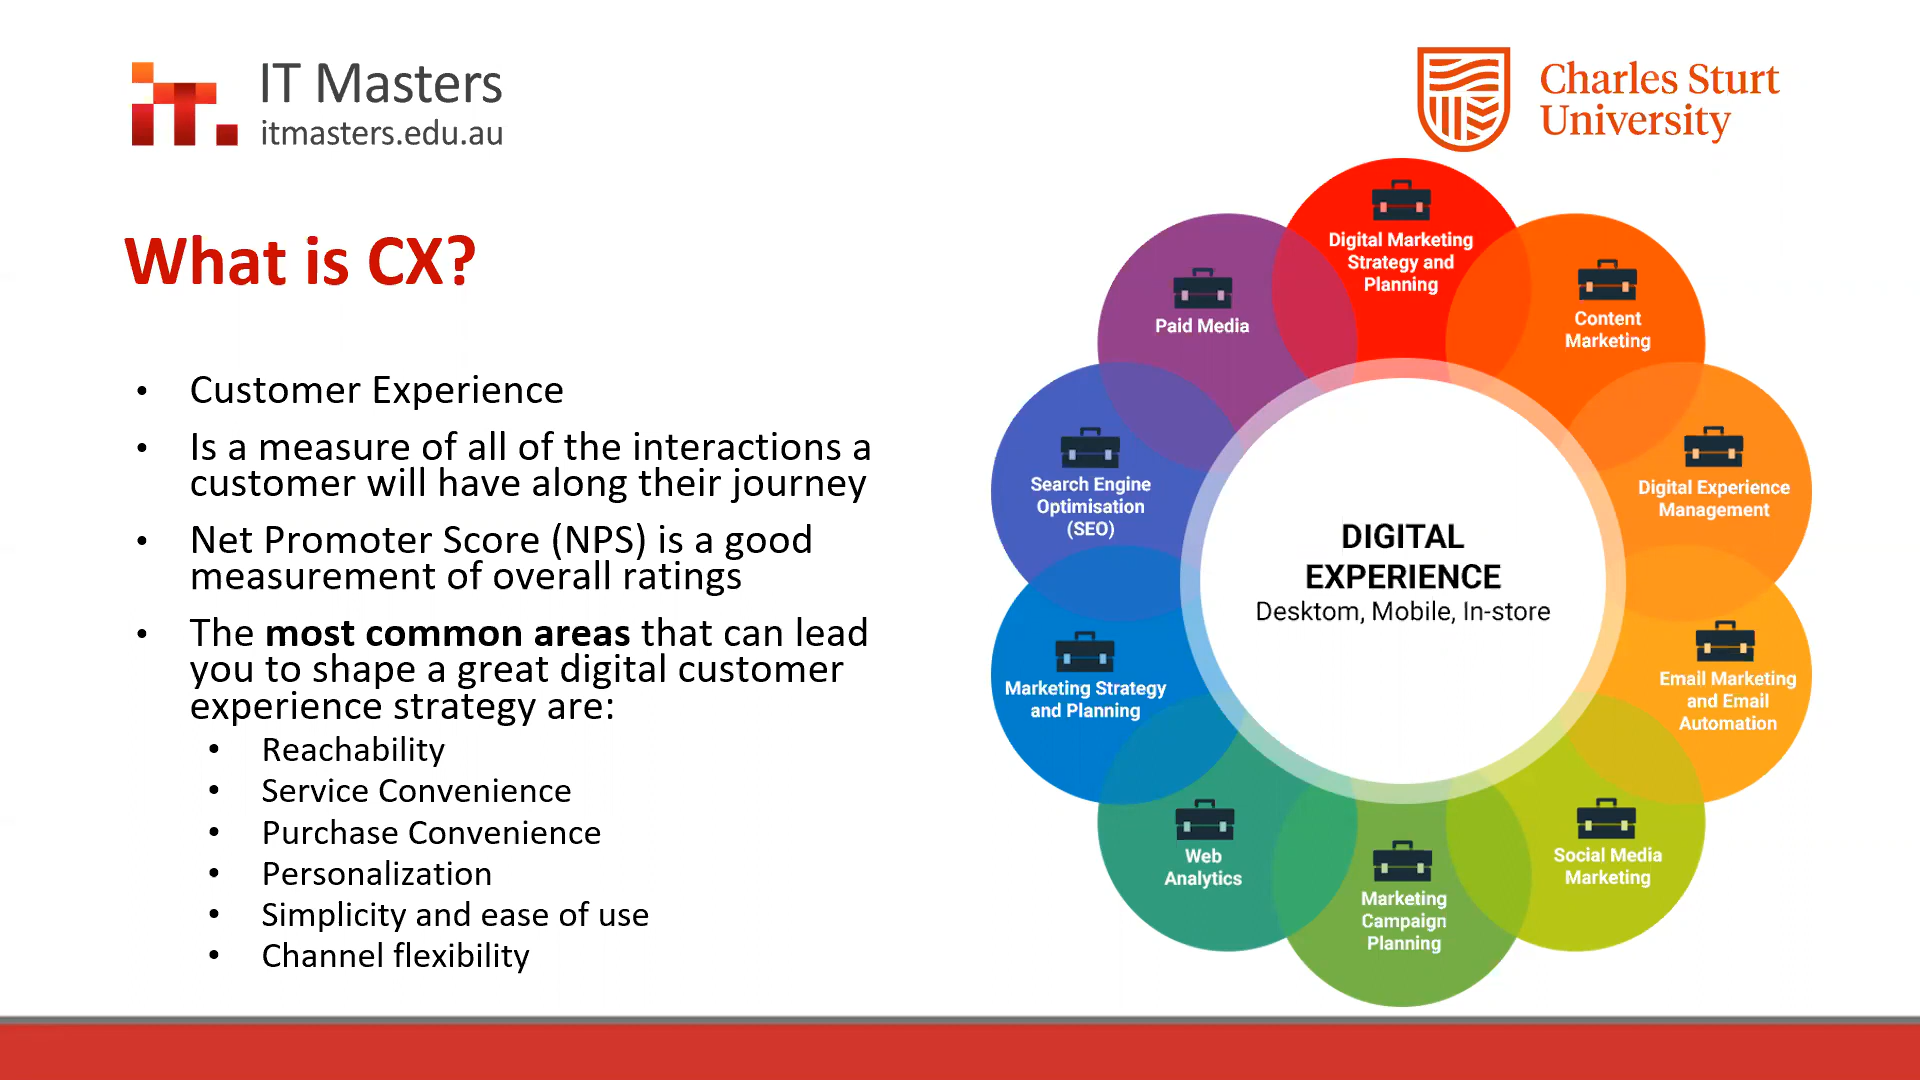 IT Masters
itmasters.edu.au
Charles Sturt
University
What is CX?
• Customer Experience
• Is a measure of all of the interactions a
customer will have along their journey
• Net Promoter Score (NPS) is a good
measurement of overall ratings
• The most common areas that can lead
you to shape a great digital customer
experience strategy are:
• Reachability
• Service Convenience
• Purchase Convenience
• Personalization
• Simplicity and ease of use
• Channel flexibility
Digital Marketing
Strategy and
Planning
Content
Marketing
Digital Experience
Management
Email Marketing
and Email
Automation
Social Media
Marketing
Marketing
Campaign
Planning
Web
Analytics
Marketing Strategy
and Planning
Search Engine
Optimisation
(SEO)
Paid Media
DIGITAL
EXPERIENCE
Desktom, Mobile, In-store